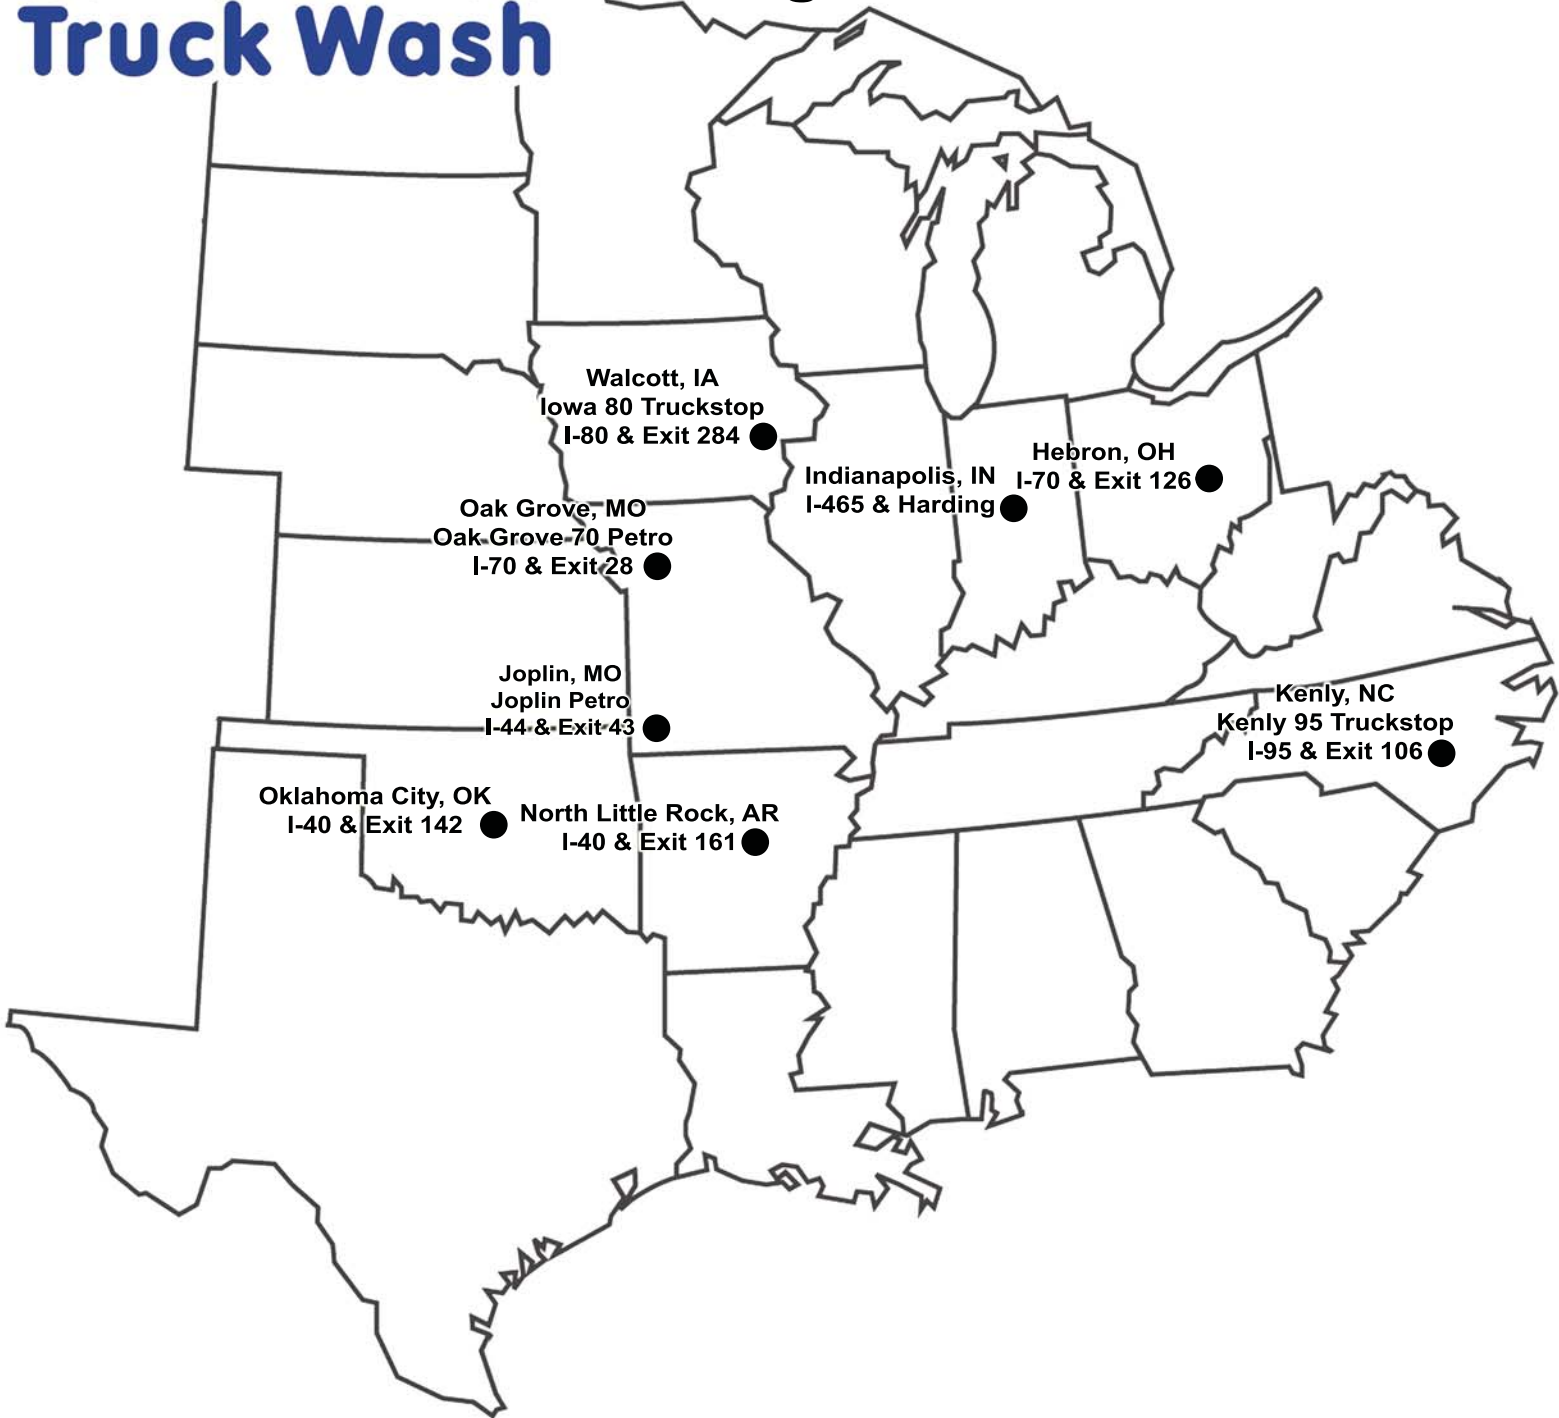 Truck Wash
Walcott, IA
Iowa 80 Truckstop
I-80 & Exit 284
Hebron, OH
I-70 & Exit 126
Indianapolis, IN
I-465 & Harding
Oak Grove, MO
Oak Grove 70 Petro
I-70 & Exit 28
Joplin, MO
Joplin Petro
I-44 & Exit 43
Kenly, NC
Kenly 95 Truckstop
I-95 & Exit 106
Oklahoma City, OK
I-40 & Exit 142
North Little Rock, AR
I-40 & Exit 161